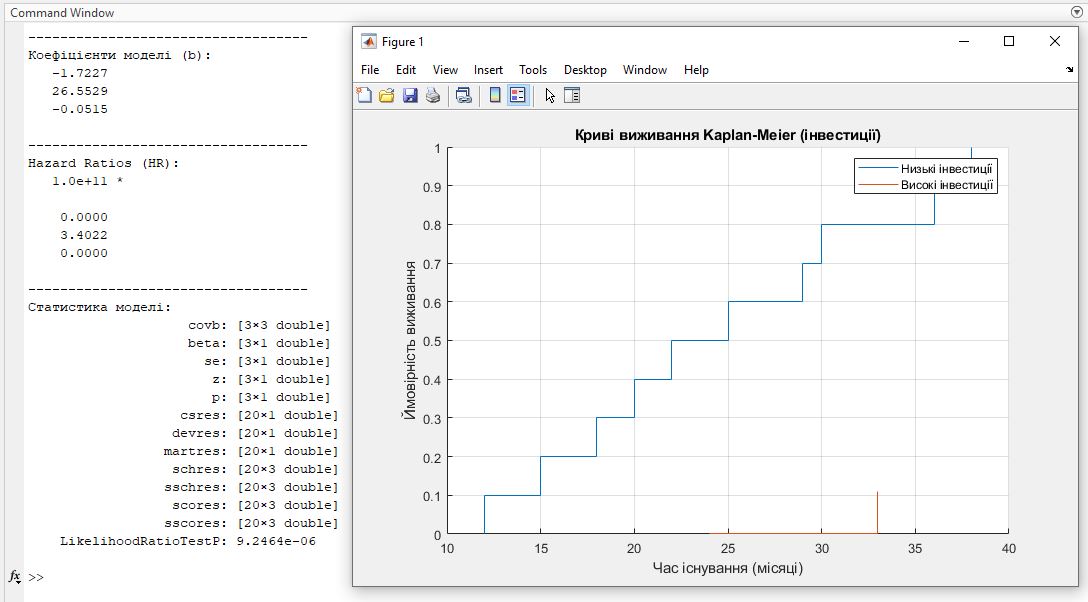 Command Window
-----------------------------------
Коефіцієнти моделі (b):
-1.7227
26.5529
-0.0515
-----------------------------------
Hazard Ratios (HR):
1.0e+11 *
0.0000
3.4022
0.0000
-----------------------------------
Статистика моделі:
covb: [3×3 double]
beta: [3×1 double]
se: [3×1 double]
z: [3×1 double]
p: [3×1 double]
csres: [20×1 double]
devres: [20×1 double]
martres: [20×1 double]
schres: [20×3 double]
sschres: [20×3 double]
scores: [20×3 double]
sscores: [20×3 double]
LikelihoodRatioTestP: 9.2464e-06
fx >>
Figure 1
File Edit View Insert Tools Desktop Window Help
Криві виживання Kaplan-Meier (інвестиції)
Низькі інвестиції
Високі інвестиції
Ймовірність виживання
1
0.9
0.8
0.7
0.6
0.5
0.4
0.3
0.2
0.1
0
10 15 20 25 30 35 40
Час існування (місяці)